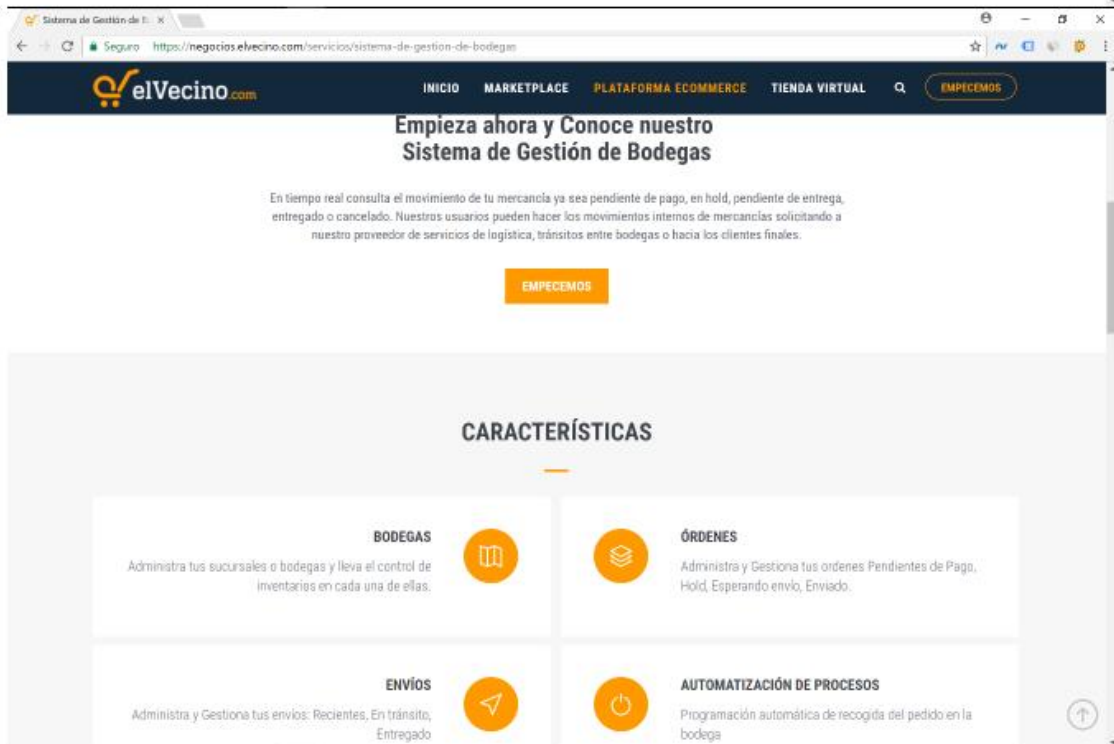 Sistema de Gestión de
Seguro
https://negocios.elvecino.com/servicios/sistema-de-gestion-de-bodegas
elVecino.com
INICIO
MARKETPLACE
PLATAFORMA ECOMMERCE
TIENDA VIRTUAL
EMPECEMOS
Empieza ahora y Conoce nuestro
Sistema de Gestión de Bodegas
En tiempo real consulta el movimiento de tu mercancía ya sea pendiente de pago, en hold, pendiente de entrega,
entregado o cancelado. Nuestros usuarios pueden hacer los movimientos internos de mercancías solicitando a
nuestro proveedor de servicios de logística, tránsitos entre bodegas o hacia los clientes finales.
EMPECEMOS
CARACTERÍSTICAS
BODEGAS
Administra tus sucursales o bodegas y lleva el control de
inventarios en cada una de ellas.
ÓRDENES
Administra y Gestiona tus ordenes Pendientes de Pago,
Hold, Esperando envío, Enviado.
ENVÍOS
Administra y Gestiona tus envíos: Recientes, En tránsito,
Entregado
AUTOMATIZACIÓN DE PROCESOS
Programación automática de recogida del pedido en la
bodega